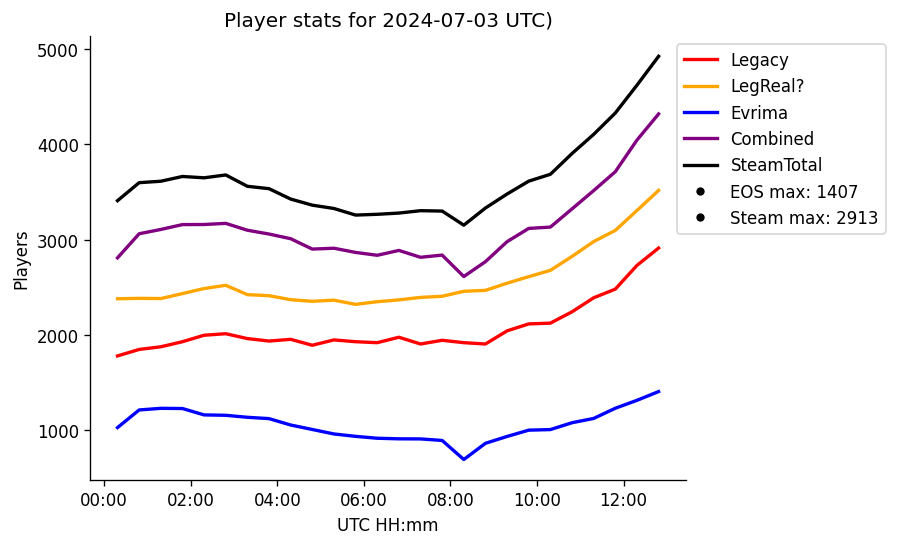 Player stats for 2024-07-03 UTC)
Players
5000
4000
3000
2000
1000
00:00 02:00 04:00 06:00 08:00 10:00 12:00
UTC HH:mm
Legacy
LegReal?
Evrima
Combined
SteamTotal
EOS max: 1407
Steam max: 2913